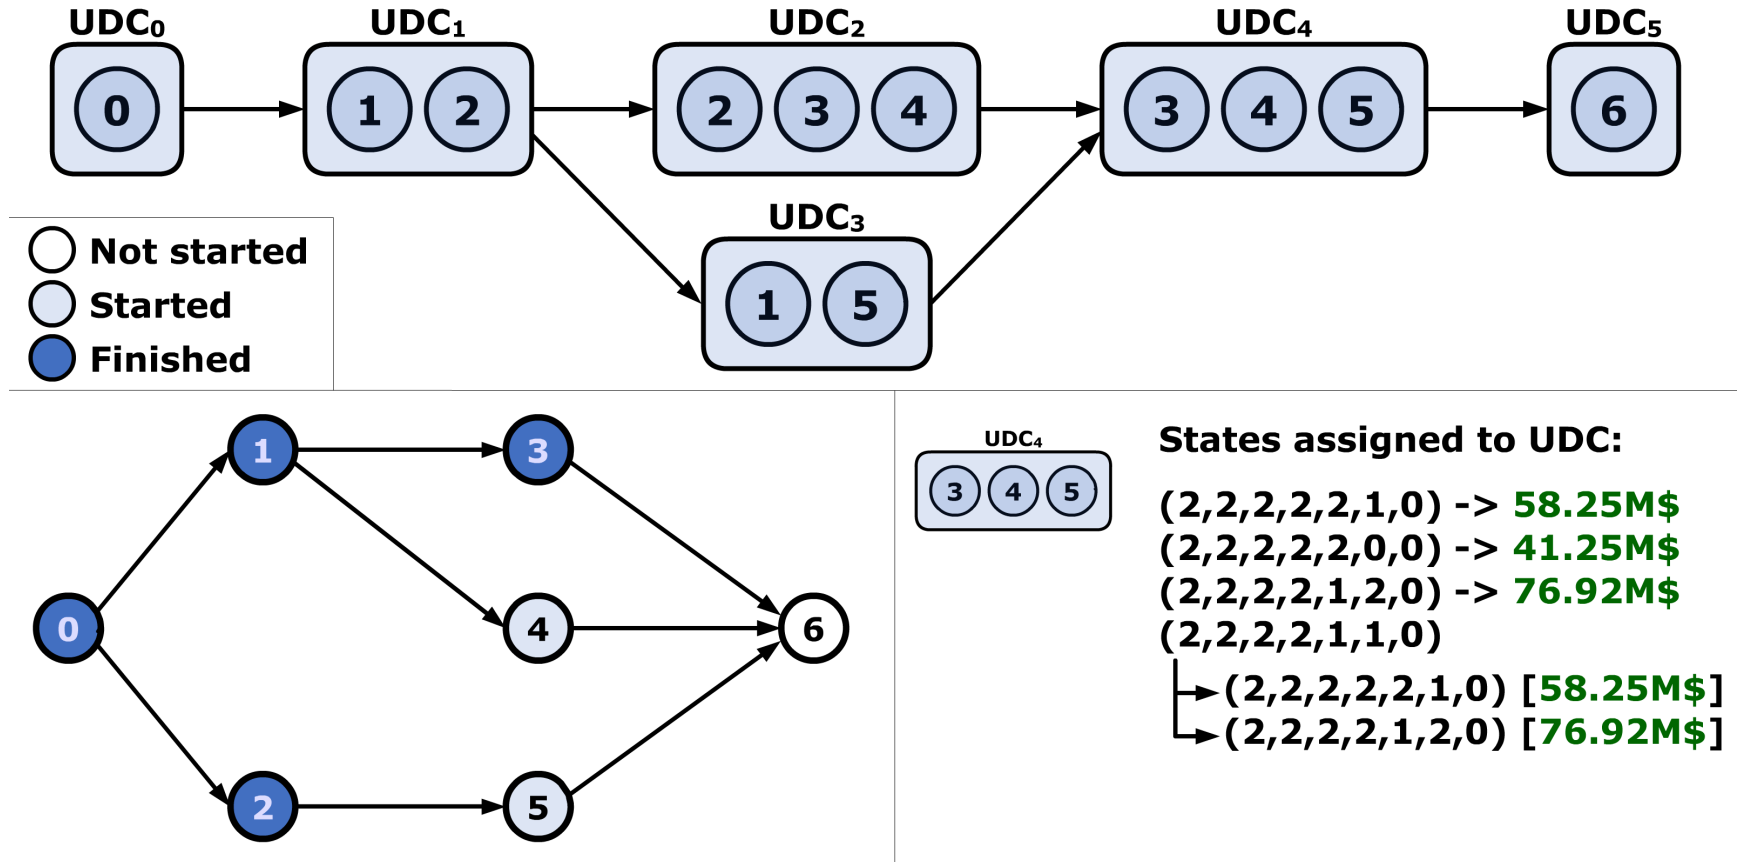 UDC₀ UDC₁ UDC₂ UDC₄ UDC₅
0 1 2 2 3 4 3 4 5 6
UDC₃
1 5
Not started
Started
Finished
1 3
0 4 6
2 5
UDC₄
3 4 5
States assigned to UDC:
(2,2,2,2,2,1,0) -> 58.25M$
(2,2,2,2,2,0,0) -> 41.25M$
(2,2,2,2,1,2,0) -> 76.92M$
(2,2,2,2,1,1,0)
(2,2,2,2,2,1,0) [58.25M$]
(2,2,2,2,1,2,0) [76.92M$]